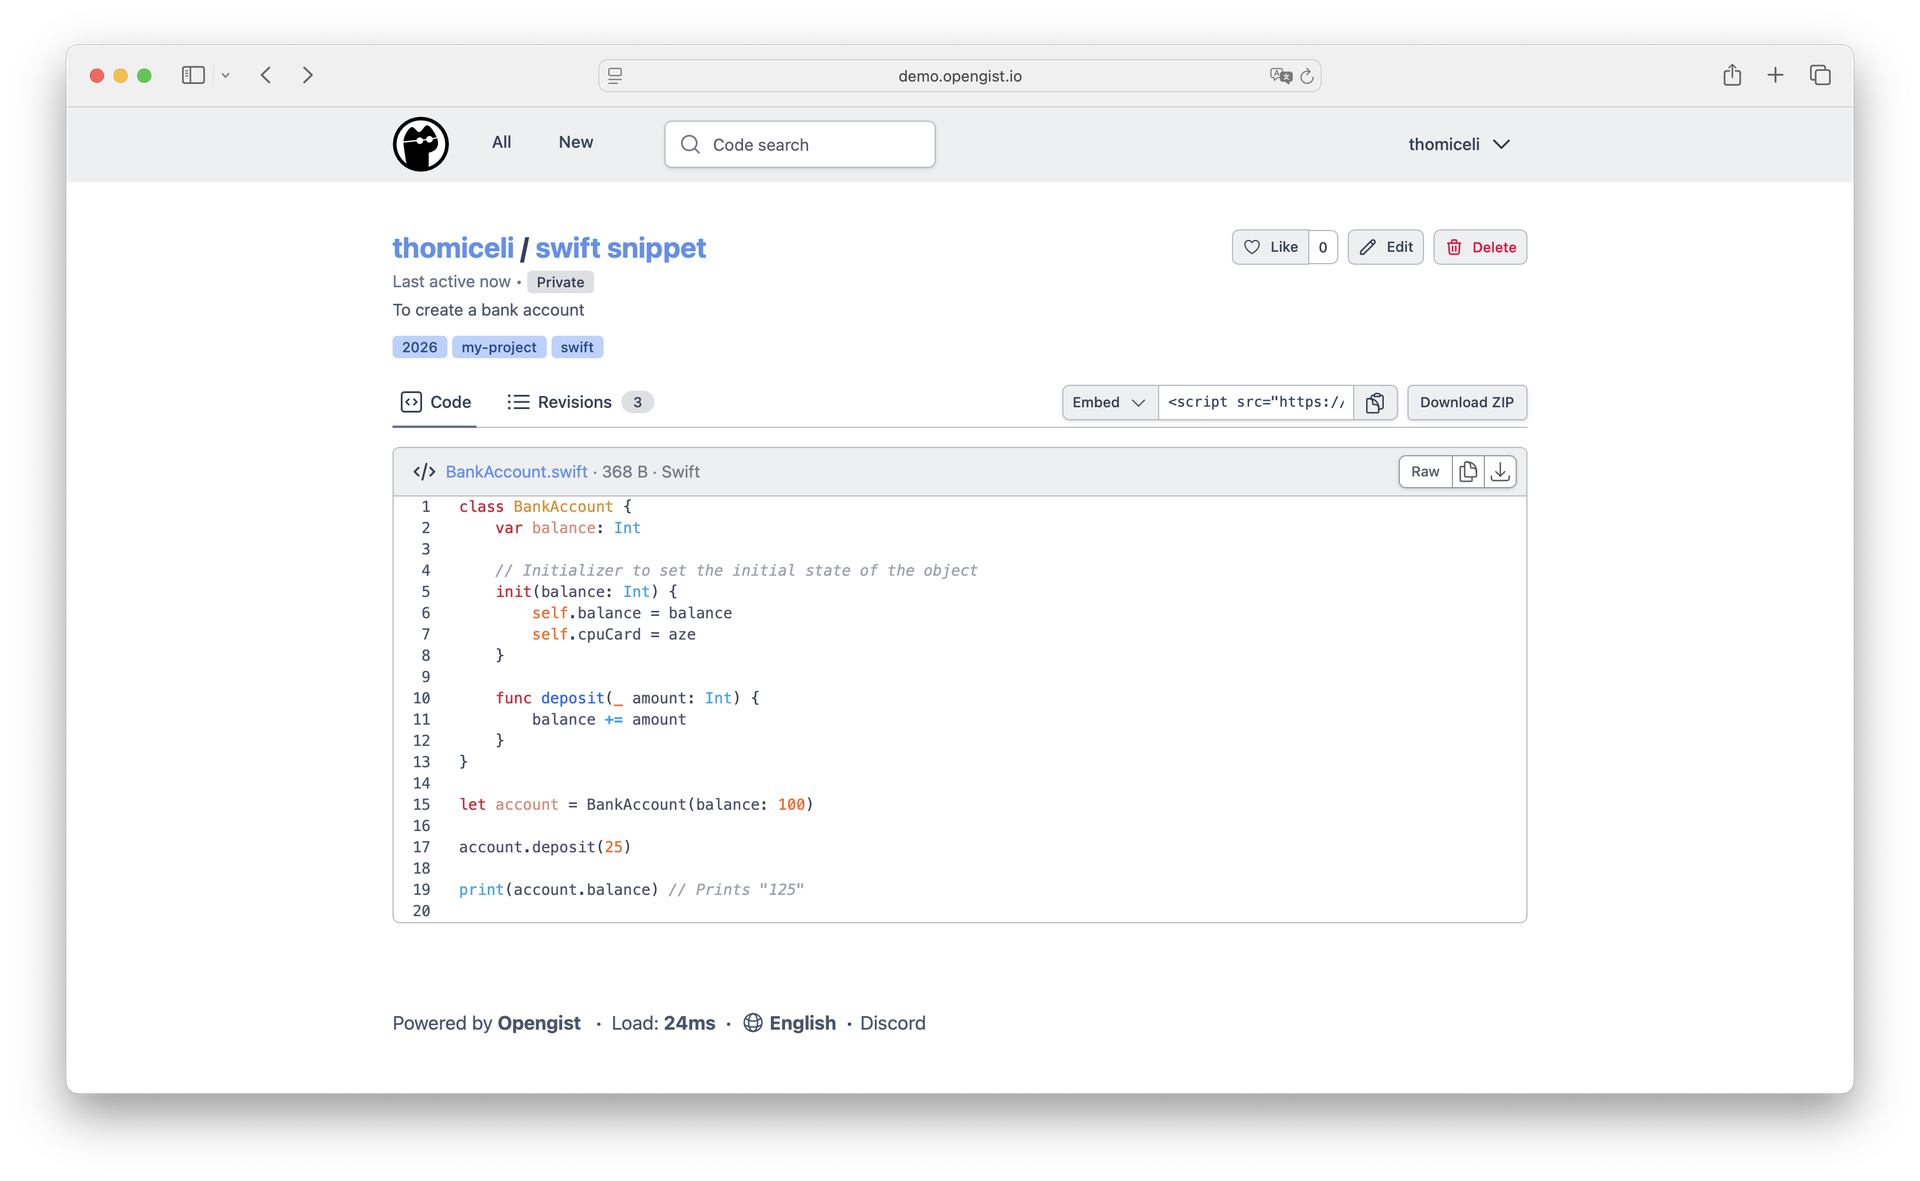 demo.opengist.io
All New Code search thomiceli
thomiceli / swift snippet Like 0 Edit Delete
Last active now • Private
To create a bank account
2026 my-project swift
Code Revisions 3 Embed <script src="https:/ Download ZIP
BankAccount.swift · 368 B · Swift Raw
1 class BankAccount {
2     var balance: Int
3
4     // Initializer to set the initial state of the object
5     init(balance: Int) {
6         self.balance = balance
7         self.cpuCard = aze
8     }
9
10     func deposit(_ amount: Int) {
11         balance += amount
12     }
13 }
14
15 let account = BankAccount(balance: 100)
16
17 account.deposit(25)
18
19 print(account.balance) // Prints "125"
20
Powered by Opengist · Load: 24ms · English · Discord